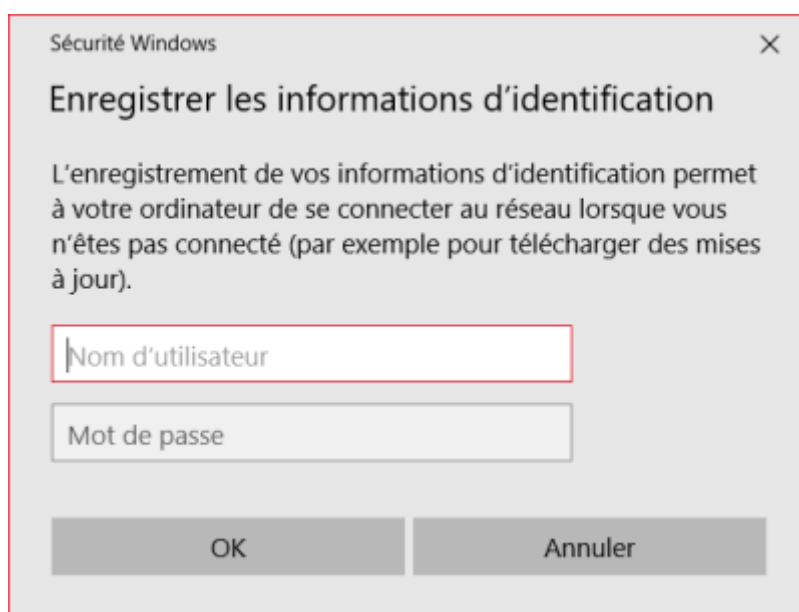 Sécurité Windows
Enregistrer les informations d'identification
L'enregistrement de vos informations d'identification permet
à votre ordinateur de se connecter au réseau lorsque vous
n'êtes pas connecté (par exemple pour télécharger des mises
à jour).
Nom d'utilisateur
Mot de passe
OK
Annuler